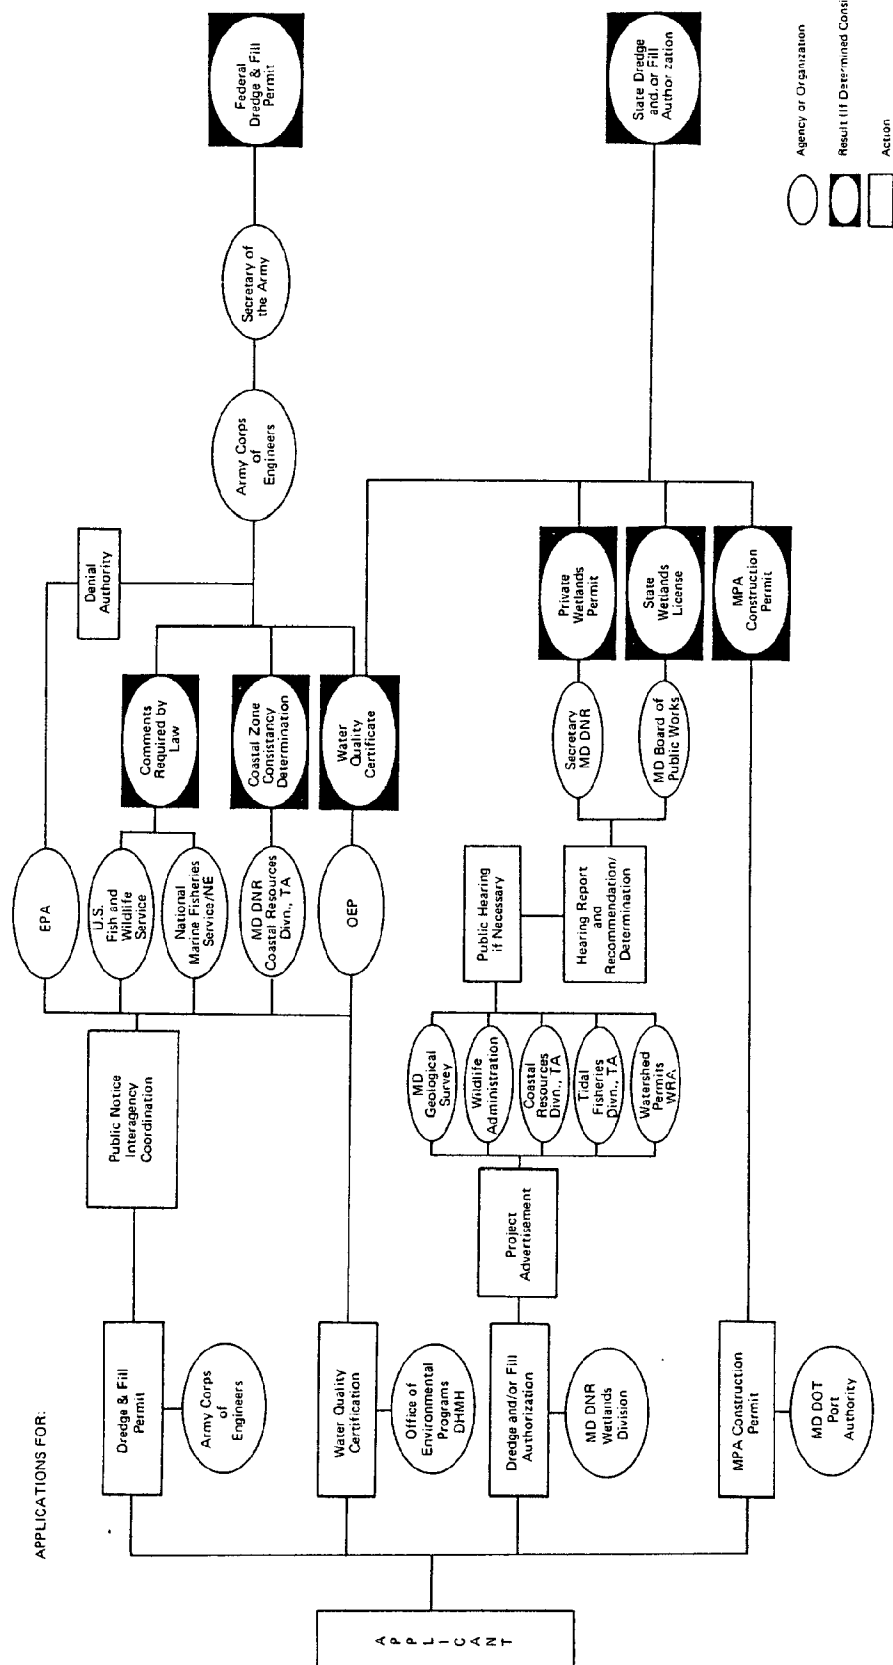 APPLICATIONS FOR:
APPLICANT
Dredge & Fill
Permit
Army Corps
of
Engineers
Water Quality
Certification
Office of
Environmental
Programs
DHMH
Dredge and/or Fill
Authorization
MD DNR
Wetlands
Division
MPA Construction
Permit
MD DOT
Port
Authority
Public Notice
Interagency
Coordination
Project
Advertisement
MD
Geological
Survey
Wildlife
Administration
Coastal
Resources
Divn., TA
Tidal
Fisheries
Divn., TA
Watershed
Permits
WRA
EPA
U.S.
Fish and
Wildlife
Service
National
Marine Fisheries
Service/NE
MD DNR
Coastal Resources
Divn., TA
OEP
Public Hearing
if Necessary
Hearing Report
and
Recommendation/
Determination
Comments
Required by
Law
Coastal Zone
Consistancy
Determination
Water
Quality
Certificate
Secretary
MD DNR
MD Board of
Public Works
Denial
Authority
Private
Wetlands
Permit
State
Wetlands
License
MPA
Construction
Permit
Army Corps
of
Engineers
Secretary of
the Army
Federal
Dredge & Fill
Permit
State Dredge
and/or Fill
Authorization
Agency or Organization
Result (If Determined
Action